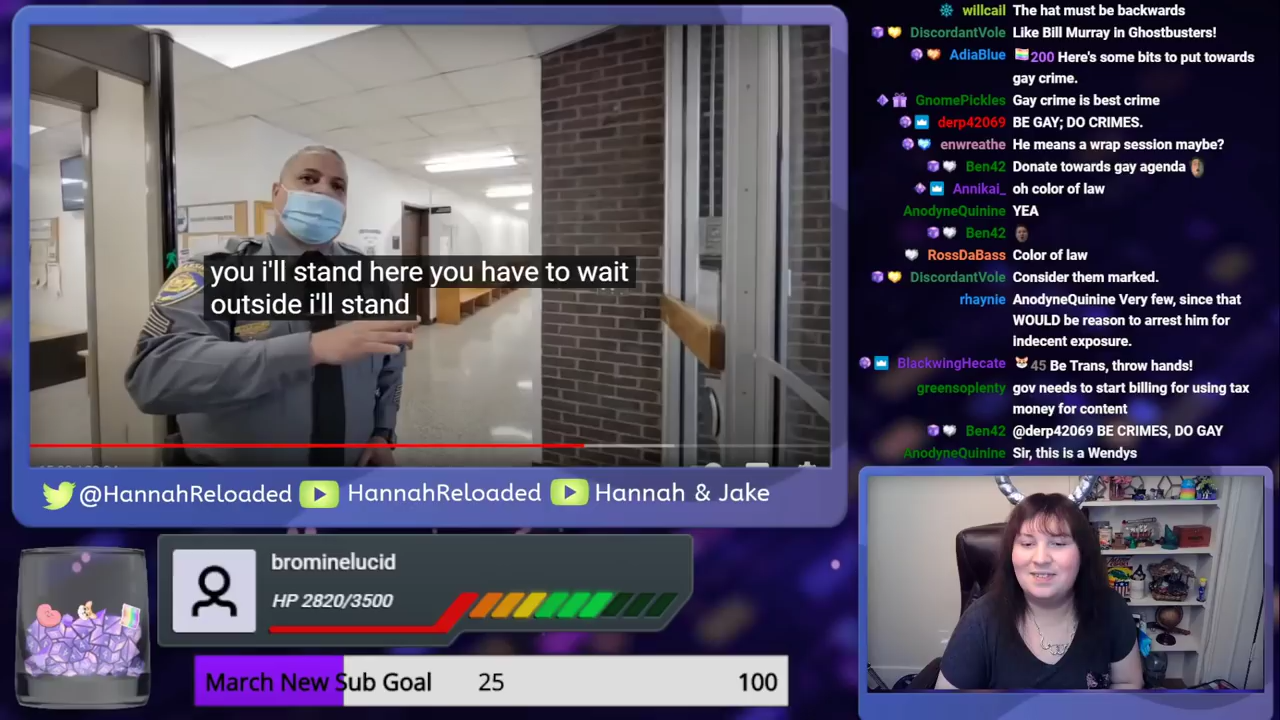 you i'll stand here you have to wait
outside i'll stand
@HannahReloaded HannahReloaded Hannah & Jake
brominelucid
HP 2820/3500
March New Sub Goal 25 100
willcail The hat must be backwards
DiscordantVole Like Bill Murray in Ghostbusters!
AdiaBlue 200 Here's some bits to put towards
gay crime.
GnomePickles Gay crime is best crime
derp42069 BE GAY; DO CRIMES.
enwreathe He means a wrap session maybe?
Ben42 Donate towards gay agenda
Annikai_ oh color of law
AnodyneQuinine YEA
Ben42
RossDaBass Color of law
DiscordantVole Consider them marked.
rhaynie AnodyneQuinine Very few, since that
WOULD be reason to arrest him for
indecent exposure.
BlackwingHecate 45 Be Trans, throw hands!
greensoplenty gov needs to start billing for using tax
money for content
Ben42 @derp42069 BE CRIMES, DO GAY
AnodyneQuinine Sir, this is a Wendys